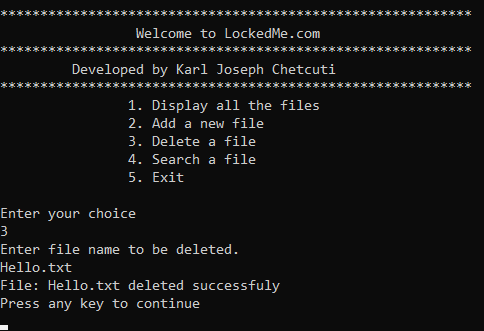 ***********************************************************
Welcome to LockedMe.com
***********************************************************
Developed by Karl Joseph Chetcuti
***********************************************************
1. Display all the files
2. Add a new file
3. Delete a file
4. Search a file
5. Exit
Enter your choice
3
Enter file name to be deleted.
Hello.txt
File: Hello.txt deleted successfuly
Press any key to continue